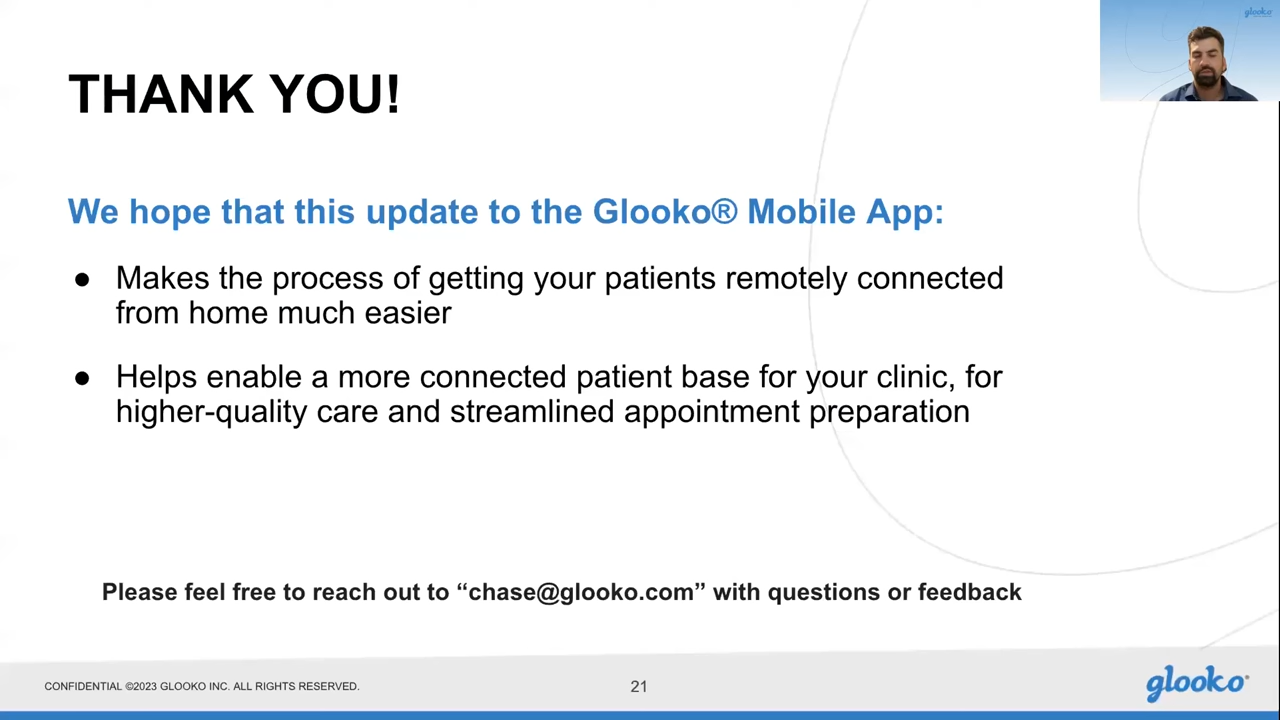 glooko
THANK YOU!
We hope that this update to the Glooko® Mobile App:
● Makes the process of getting your patients remotely connected
from home much easier
● Helps enable a more connected patient base for your clinic, for
higher-quality care and streamlined appointment preparation
Please feel free to reach out to “chase@glooko.com” with questions or feedback
CONFIDENTIAL ©2023 GLOOKO INC. ALL RIGHTS RESERVED.
21
glooko®